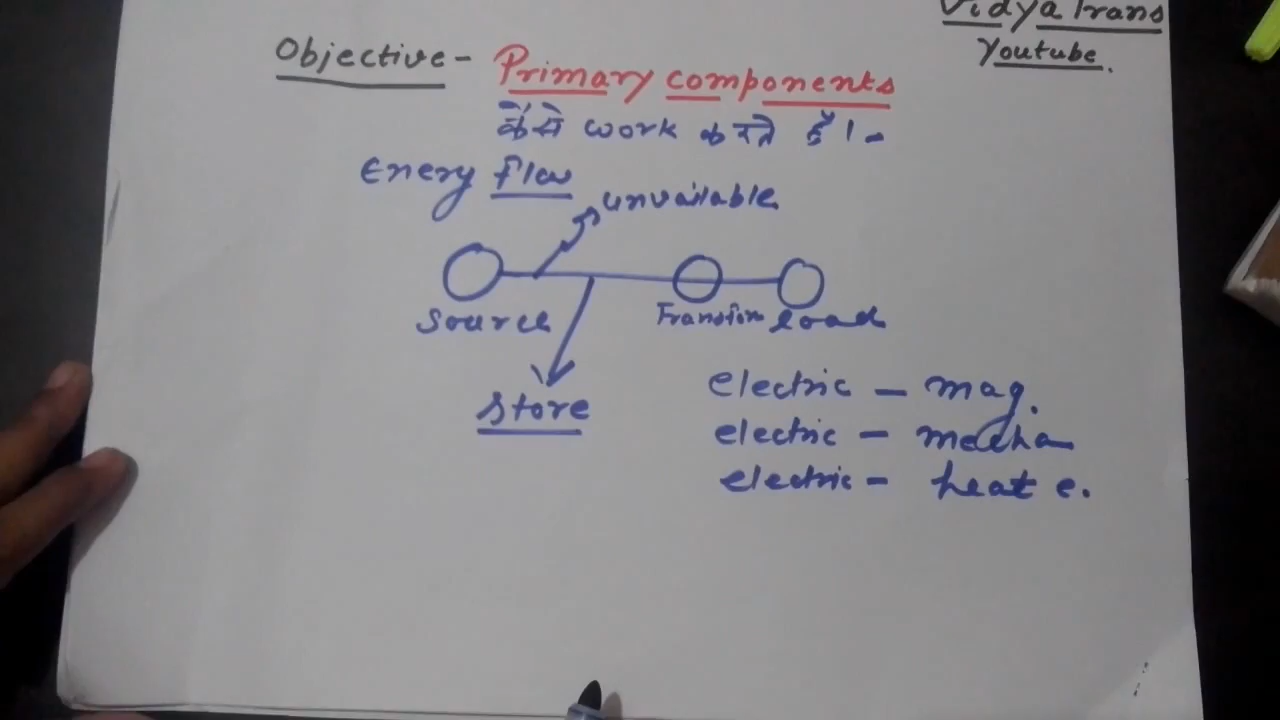 Vidya Trans
Youtube.
Objective - Primary components
कैसे work करते हैं।-
Enery flow
unvailable
Source
Transform
load
store
electric - mag.
electric - mecha
electric - heat e.